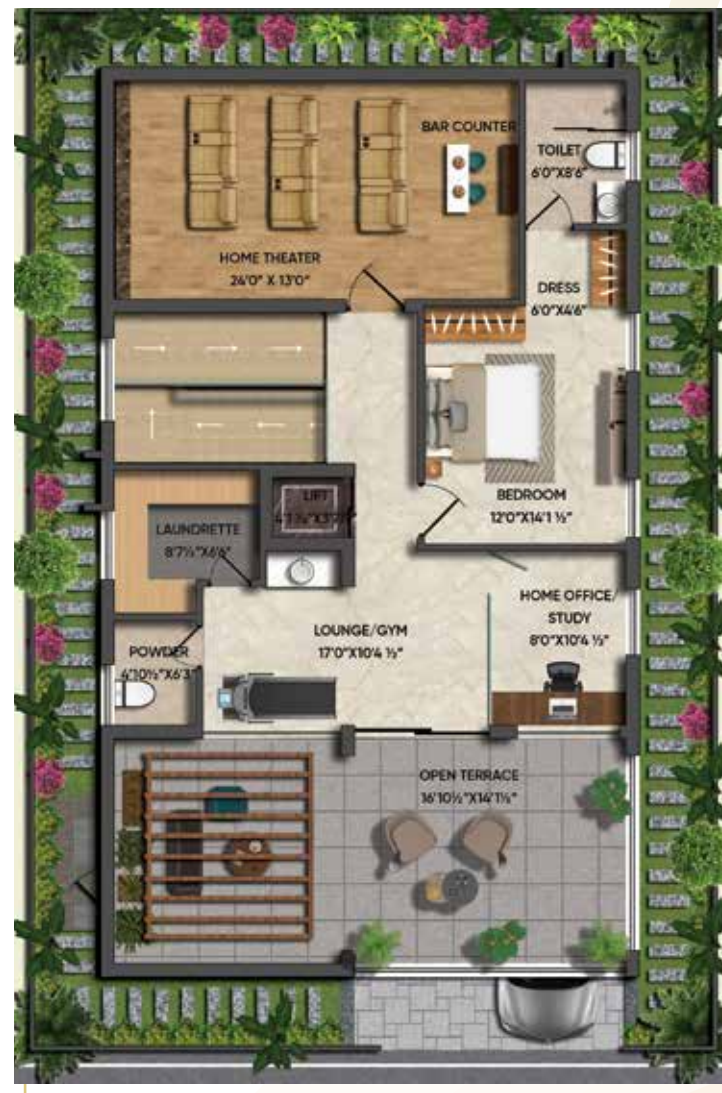 BAR COUNTER
TOILET
6'0"X8'6"
HOME THEATER
24'0" X 13'0"
DRESS
6'0"X4'6"
LIFT
BEDROOM
12'0"X14'1 ½"
LAUNDRETTE
8'7½"X6'6"
HOME OFFICE/
STUDY
8'0"X10'4 ½"
LOUNGE/GYM
17'0"X10'4 ½"
POWDER
4'10½"X6'3"
OPEN TERRACE
16'10½"X14'1½"